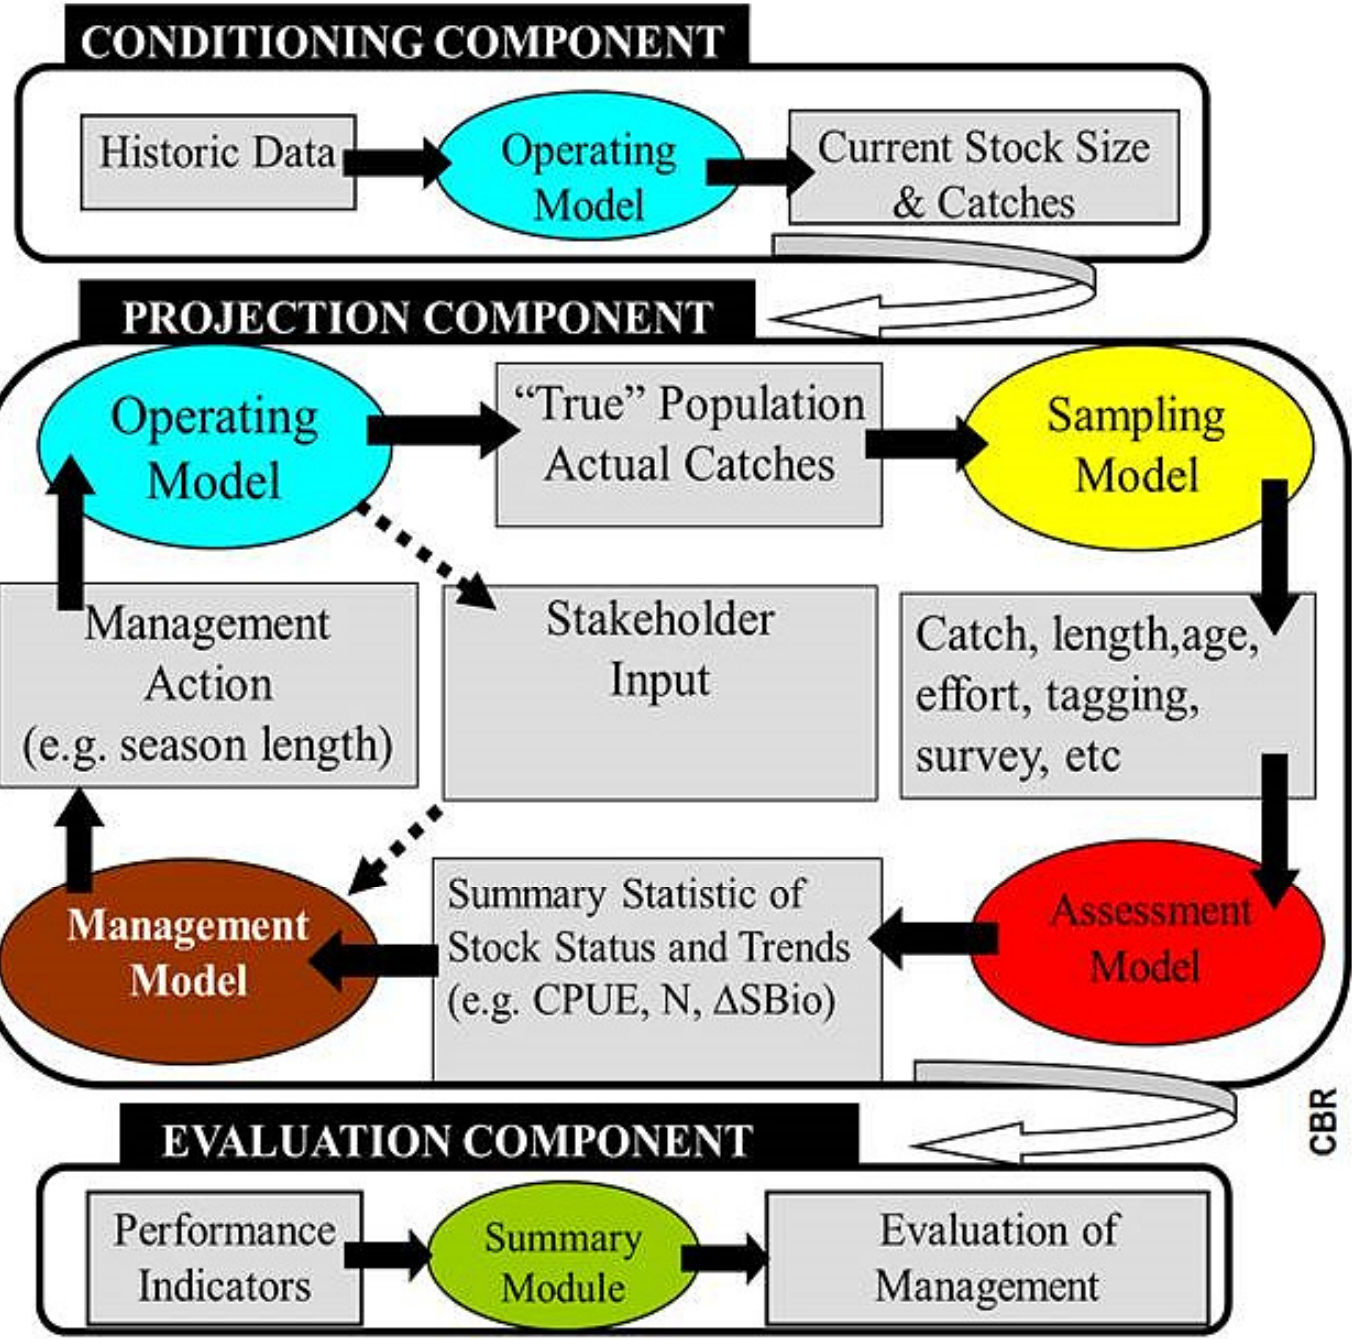 CONDITIONING COMPONENT
Historic Data
Operating
Model
Current Stock Size
& Catches
PROJECTION COMPONENT
Operating
Model
“True” Population
Actual Catches
Sampling
Model
Management
Action
(e.g. season length)
Stakeholder
Input
Catch, length,age,
effort, tagging,
survey, etc
Management
Model
Summary Statistic of
Stock Status and Trends
(e.g. CPUE, N, ΔSBio)
Assessment
Model
CBR
EVALUATION COMPONENT
Performance
Indicators
Summary
Module
Evaluation of
Management